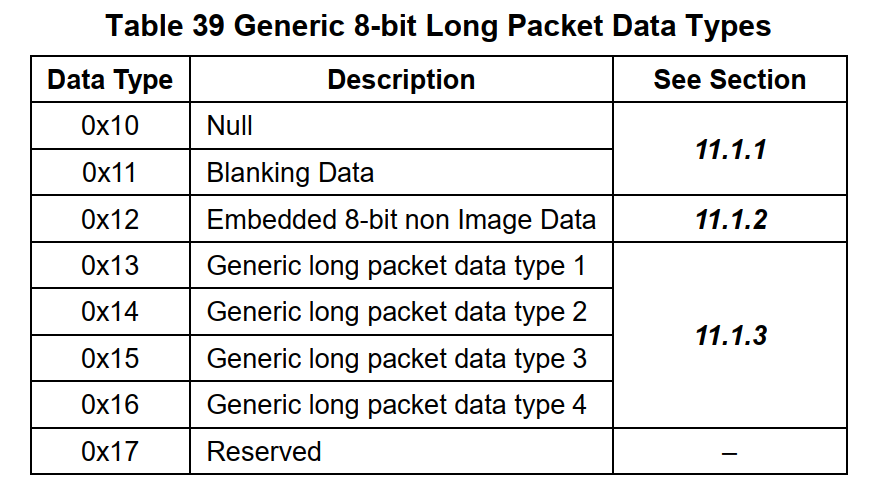 Table 39 Generic 8-bit Long Packet Data Types
Data Type Description See Section
0x10 Null
11.1.1
0x11 Blanking Data
0x12 Embedded 8-bit non Image Data 11.1.2
0x13 Generic long packet data type 1
0x14 Generic long packet data type 2
11.1.3
0x15 Generic long packet data type 3
0x16 Generic long packet data type 4
0x17 Reserved –